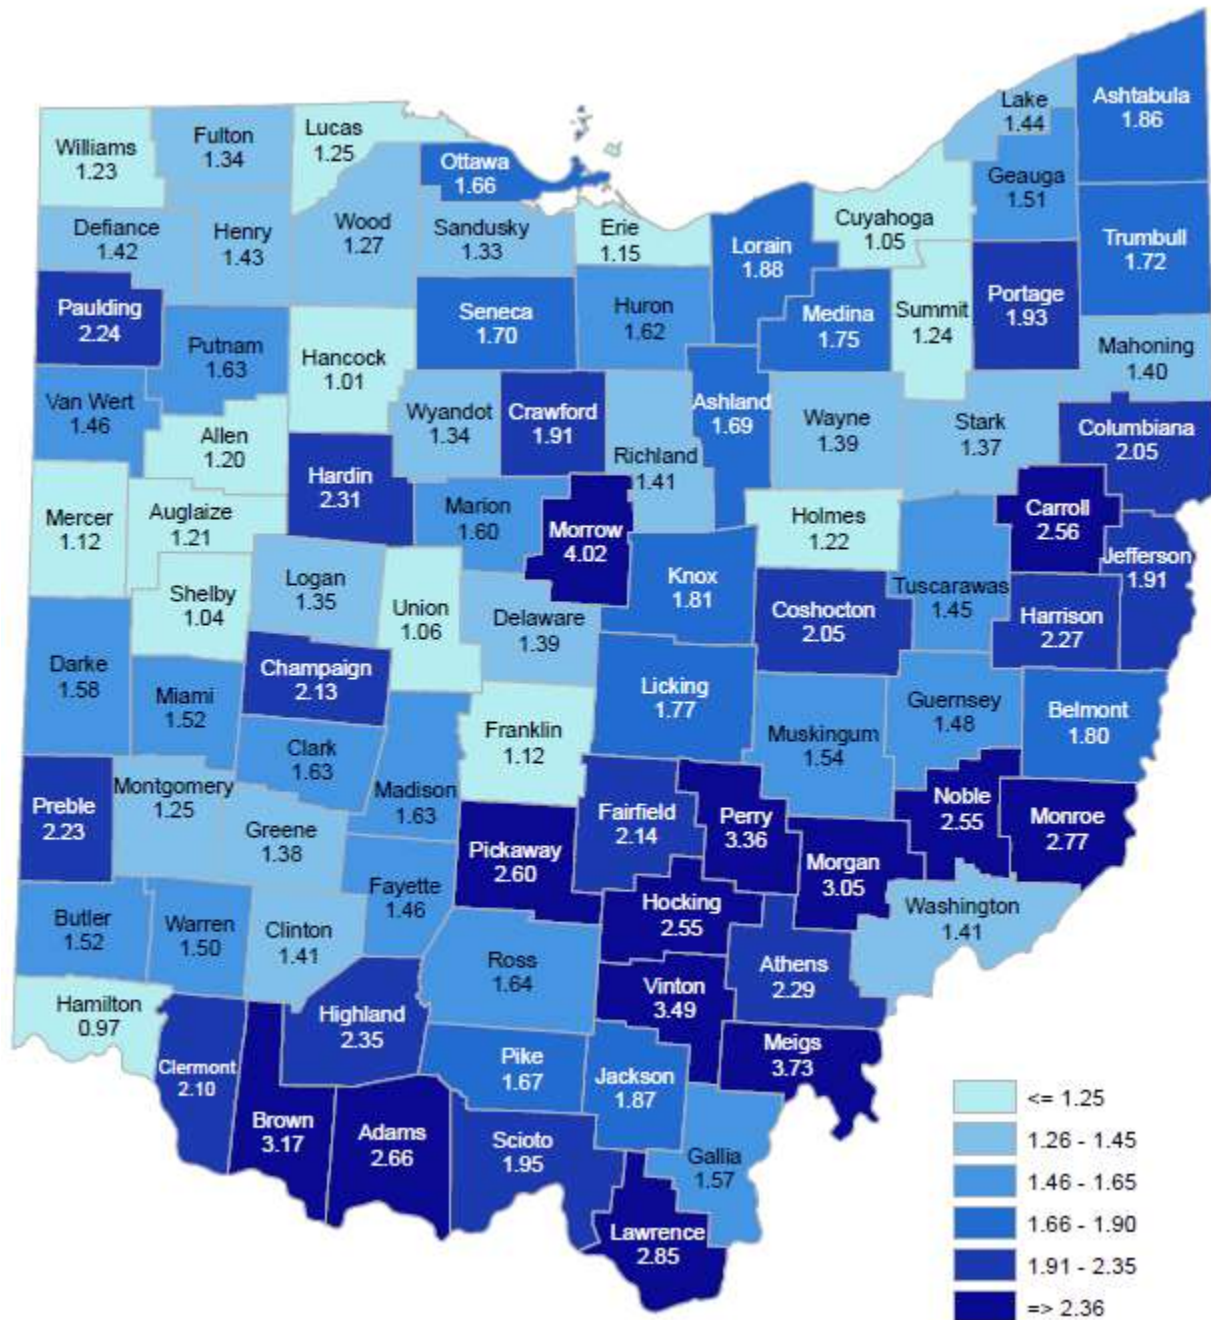 Ashtabula
1.86
Lake
1.44
Lucas
1.25
Fulton
1.34
Williams
1.23
Ottawa
1.66
Geauga
1.51
Cuyahoga
1.05
Wood
1.27
Sandusky
1.33
Erie
1.15
Defiance
1.42
Henry
1.43
Lorain
1.88
Trumbull
1.72
Paulding
2.24
Seneca
1.70
Huron
1.62
Medina
1.75
Summit
1.24
Portage
1.93
Putnam
1.63
Hancock
1.01
Mahoning
1.40
Van Wert
1.46
Wyandot
1.34
Crawford
1.91
Ashland
1.69
Wayne
1.39
Stark
1.37
Columbiana
2.05
Allen
1.20
Richland
1.41
Hardin
2.31
Marion
1.60
Mercer
1.12
Auglaize
1.21
Morrow
4.02
Holmes
1.22
Carroll
2.56
Jefferson
1.91
Logan
1.35
Shelby
1.04
Union
1.06
Knox
1.81
Tuscarawas
1.45
Delaware
1.39
Coshocton
2.05
Harrison
2.27
Darke
1.58
Champaign
2.13
Miami
1.52
Licking
1.77
Guernsey
1.48
Belmont
1.80
Franklin
1.12
Muskingum
1.54
Clark
1.63
Montgomery
1.25
Madison
1.63
Preble
2.23
Fairfield
2.14
Perry
3.36
Noble
2.55
Monroe
2.77
Greene
1.38
Pickaway
2.60
Morgan
3.05
Fayette
1.46
Hocking
2.55
Washington
1.41
Butler
1.52
Warren
1.50
Clinton
1.41
Ross
1.64
Athens
2.29
Vinton
3.49
Hamilton
0.97
Highland
2.35
Meigs
3.73
Pike
1.67
Clermont
2.10
Jackson
1.87
Brown
3.17
Adams
2.66
Scioto
1.95
Gallia
1.57
Lawrence
2.85
<= 1.25
1.26 - 1.45
1.46 - 1.65
1.66 - 1.90
1.91 - 2.35
=> 2.36